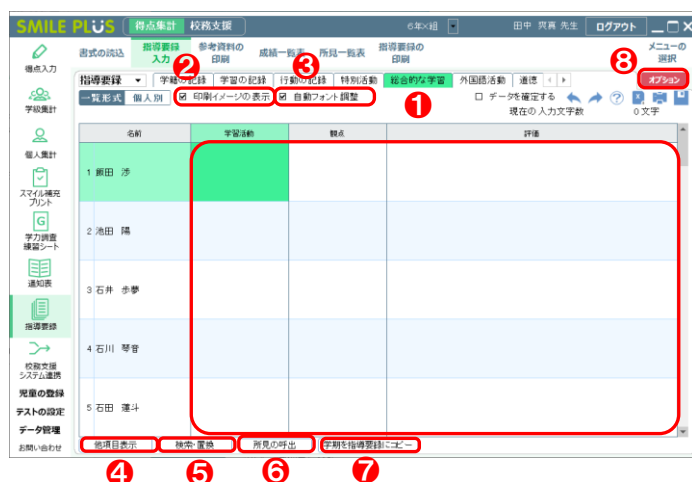 SMILE PLUS 得点集計 校務支援 6年×組 田中 爽真 先生 ログアウト
書式の読込 指導要録入力 参考資料の印刷 成績一覧表 所見一覧表 指導要録の印刷 メニューの選択
❷ ❸ ❽
指導要録 学籍の記録 学習の記録 行動の記録 特別活動 総合的な学習 外国語活動 道徳 オプション
一覧形式 個人別 印刷イメージの表示 自動フォント調整 ❶ データを確定する
現在の入力文字数 0文字
名前 学習活動 観点 評価
1 飯田 渉
2 池田 陽
3 石井 歩夢
4 石川 琴音
5 石田 蓮斗
得点入力
学級集計
個人集計
スマイル補充
プリント
学力調査
練習シート
通知表
指導要録
校務支援
システム連携
児童の登録
テストの設定
データ管理
お問い合わせ
他項目表示 検索・置換 所見の呼出 学期を指導要録にコピー
❹ ❺ ❻ ❼